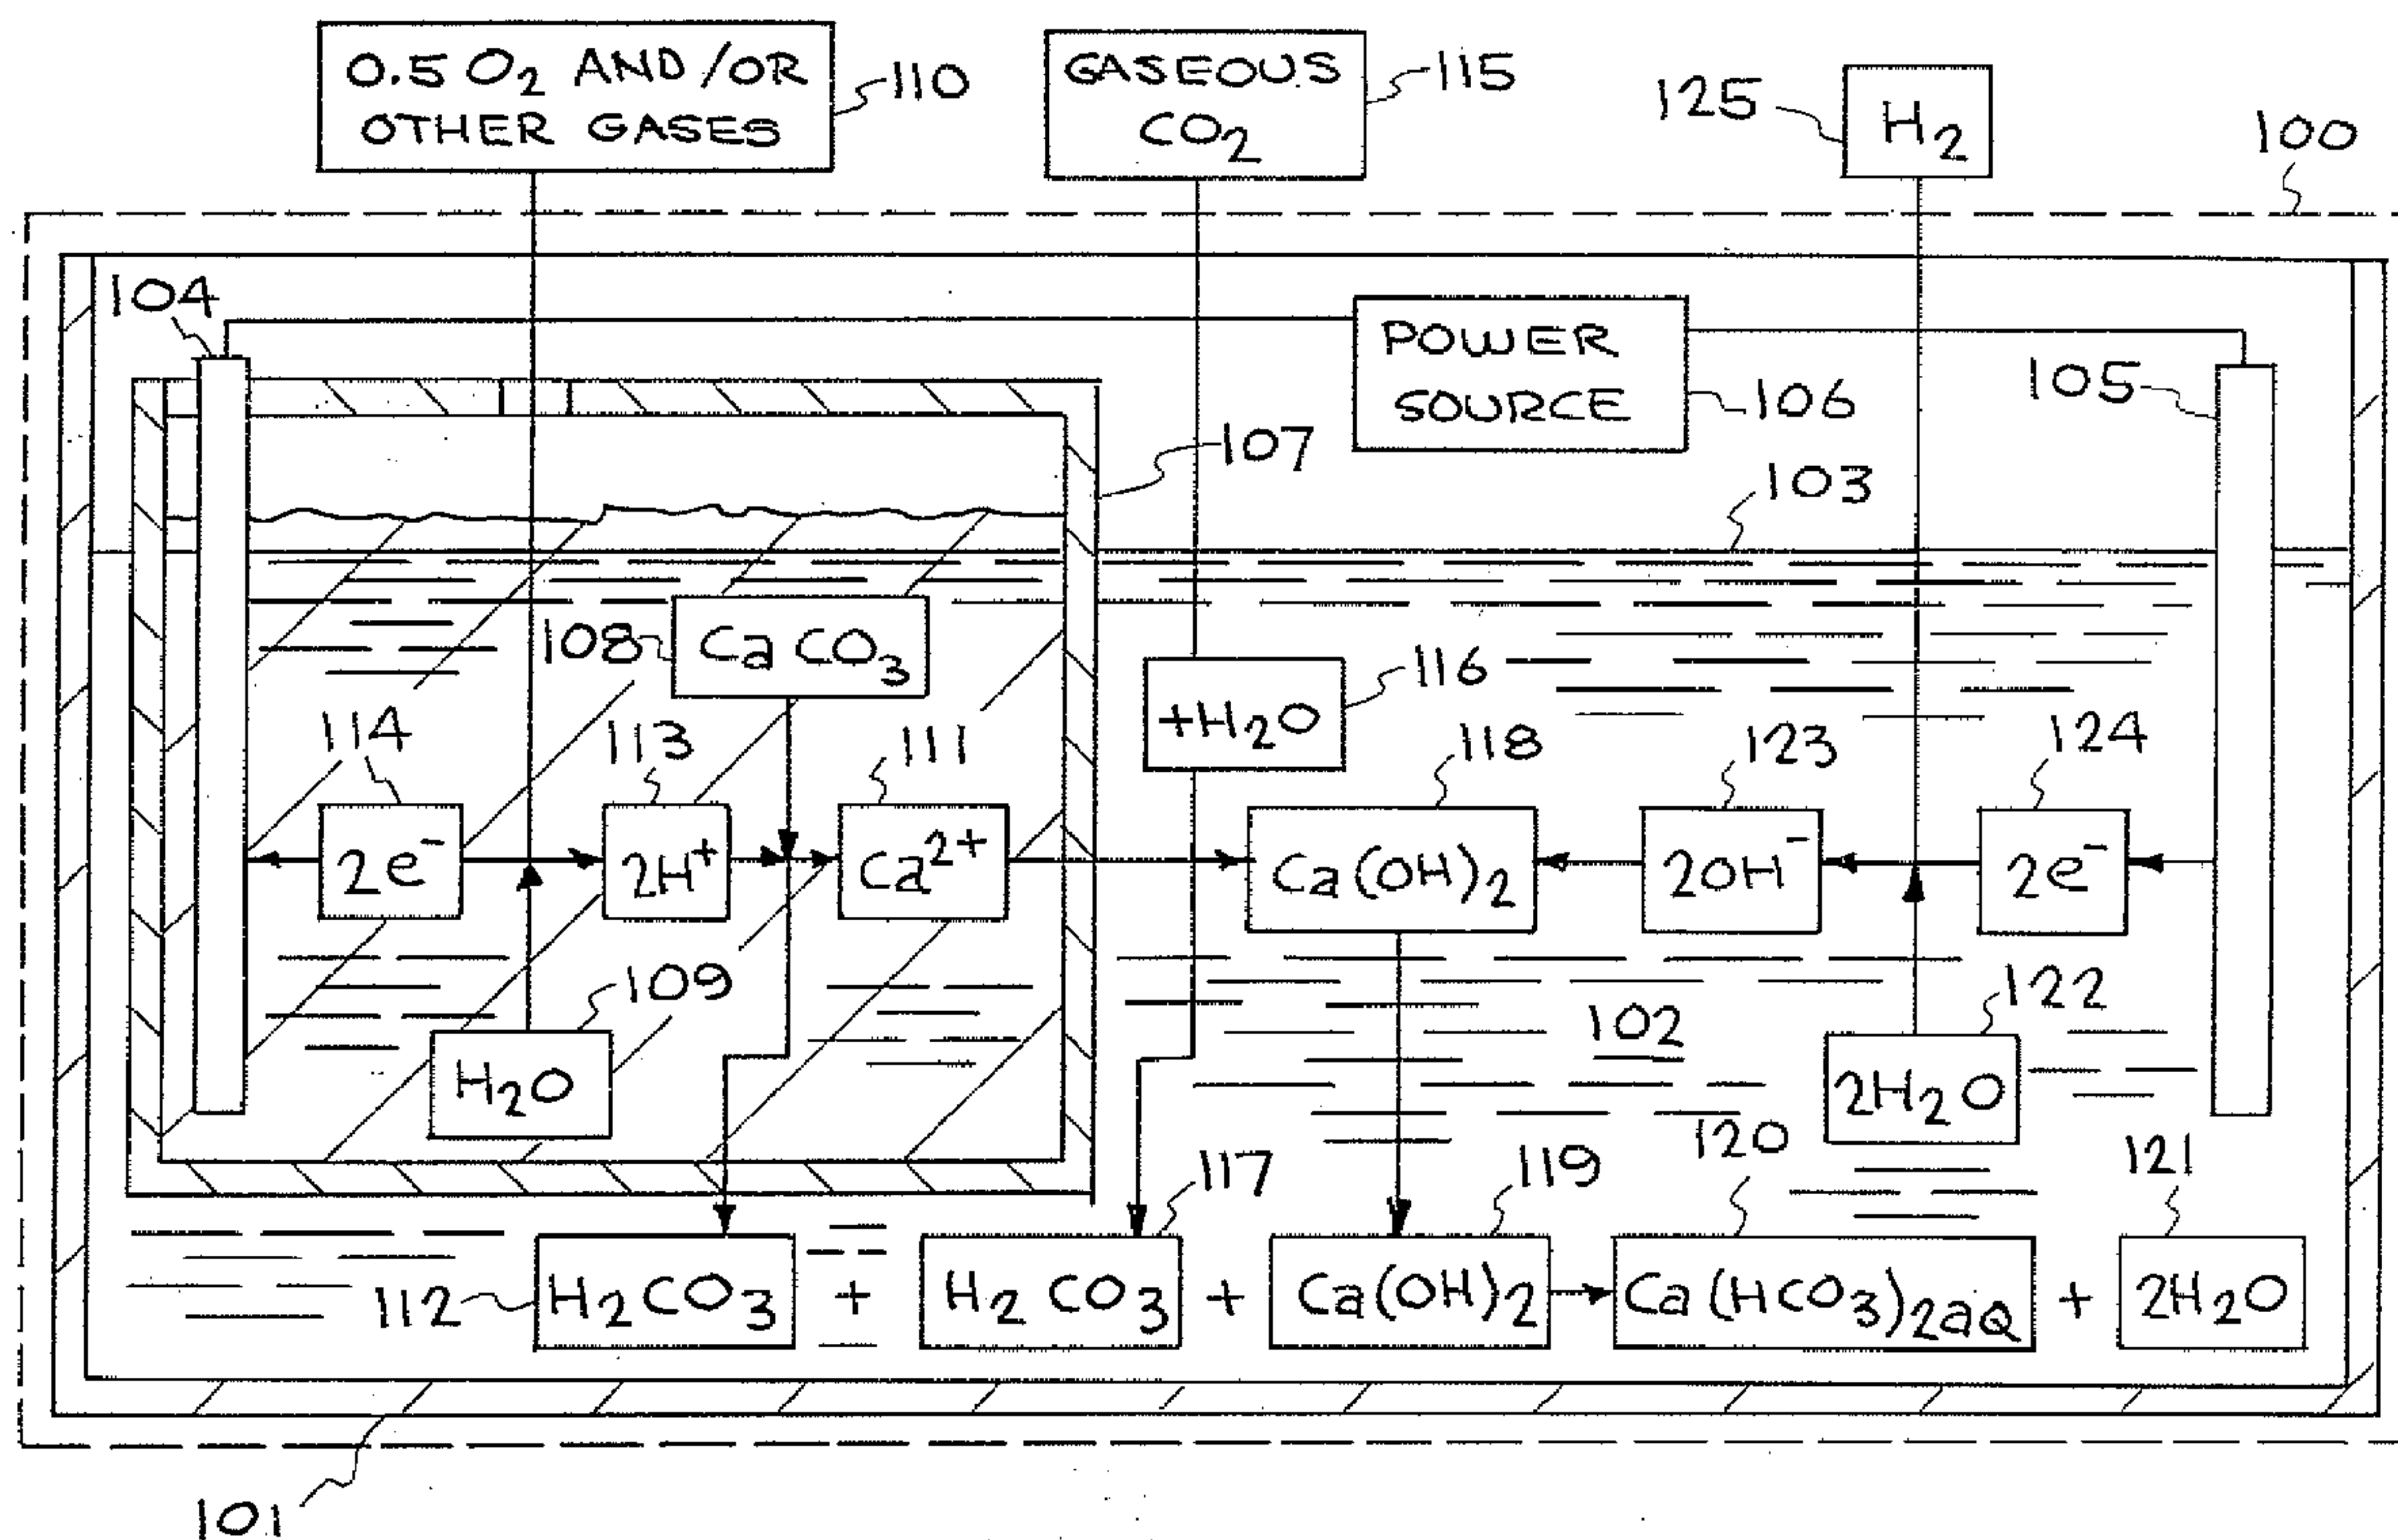 0.5 O₂ AND/OR
OTHER GASES
110
GASEOUS
CO₂
115
125
H₂
100
104
POWER
SOURCE
106
105
107
103
108
CaCO₃
+H₂O
116
114
113
111
118
123
124
2e⁻
2H⁺
Ca²⁺
Ca(OH)₂
2OH⁻
2e⁻
109
H₂O
102
122
2H₂O
117
119
120
121
112
H₂CO₃ + H₂CO₃ + Ca(OH)₂ Ca(HCO₃)₂aQ + 2H₂O
101